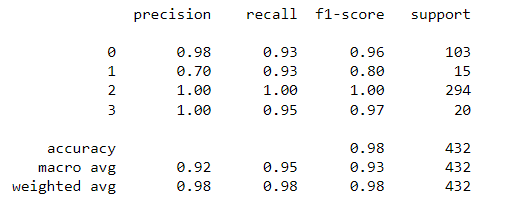 precision recall f1-score support
0 0.98 0.93 0.96 103
1 0.70 0.93 0.80 15
2 1.00 1.00 1.00 294
3 1.00 0.95 0.97 20
accuracy 0.98 432
macro avg 0.92 0.95 0.93 432
weighted avg 0.98 0.98 0.98 432